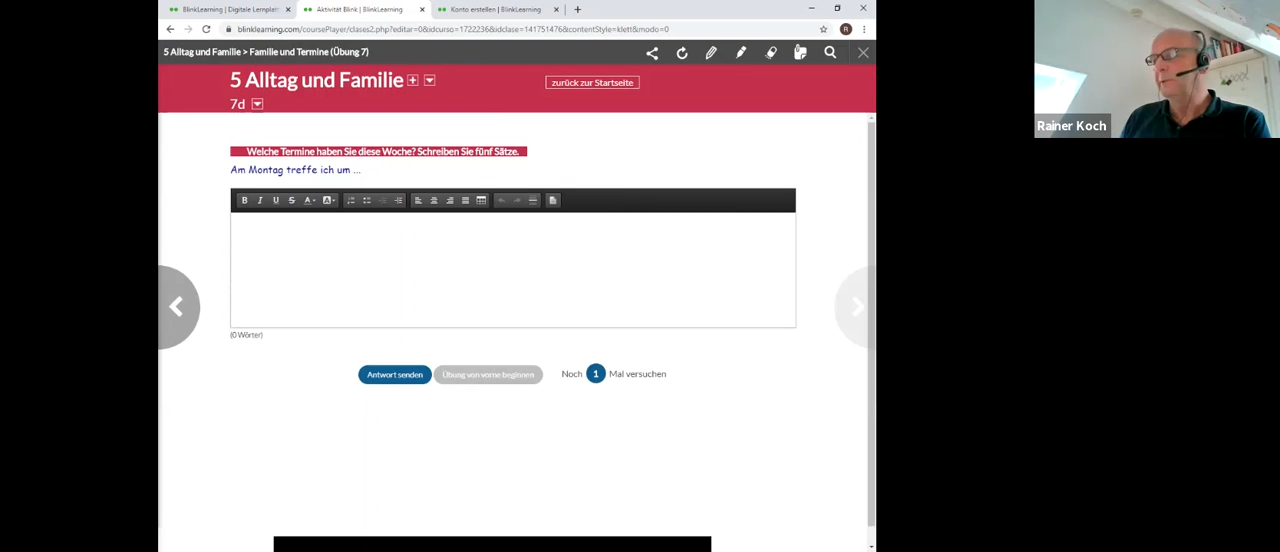 BlinkLearning | Digitale Lernplatt
Aktivität Blink | BlinkLearning
Konto erstellen | BlinkLearning
blinklearning.com/coursePlayer/clases2.php?editar=0&idcurso=1722236&idclase=141751476&contentStyle=klett&modo=0
R
5 Alltag und Familie > Familie und Termine (Übung 7)
5 Alltag und Familie
zurück zur Startseite
7d
Welche Termine haben Sie diese Woche? Schreiben Sie fünf Sätze.
Am Montag treffe ich um ...
B I U S A A
(0 Wörter)
Antwort senden Übung von vorne beginnen Noch 1 Mal versuchen
Rainer Koch